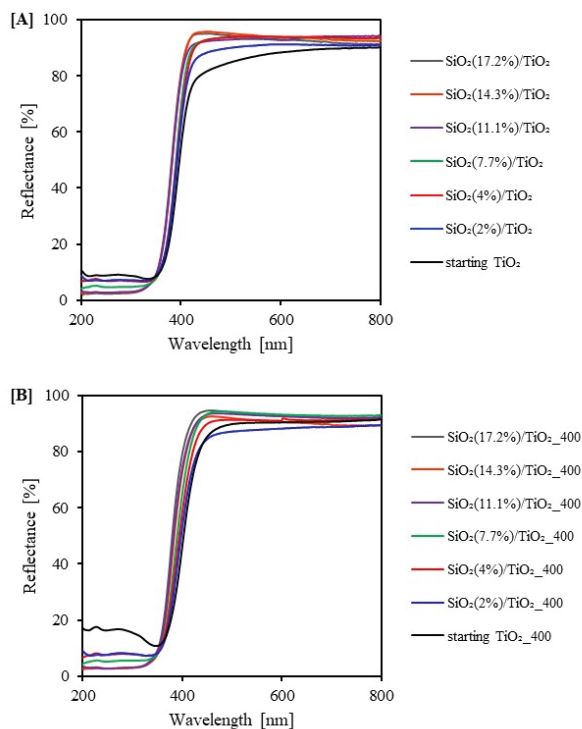 [A]
100
80
60
40
20
0
200
400
600
800
Reflectance [%]
Wavelength [nm]
SiO₂(17.2%)/TiO₂
SiO₂(14.3%)/TiO₂
SiO₂(11.1%)/TiO₂
SiO₂(7.7%)/TiO₂
SiO₂(4%)/TiO₂
SiO₂(2%)/TiO₂
starting TiO₂
[B]
100
80
60
40
20
0
200
400
600
800
Reflectance [%]
Wavelength [nm]
SiO₂(17.2%)/TiO₂_400
SiO₂(14.3%)/TiO₂_400
SiO₂(11.1%)/TiO₂_400
SiO₂(7.7%)/TiO₂_400
SiO₂(4%)/TiO₂_400
SiO₂(2%)/TiO₂_400
starting TiO₂_400